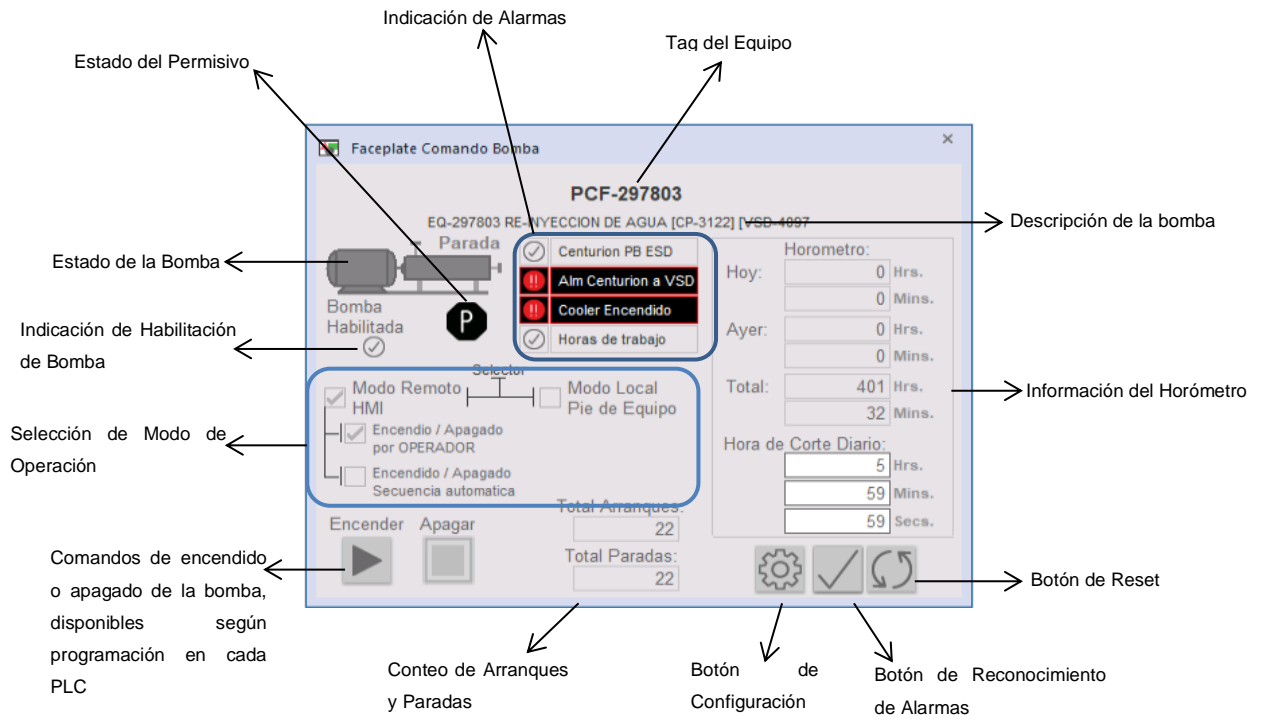 Indicación de Alarmas
Tag del Equipo
Estado del Permisivo
Faceplate Comando Bomba
×
PCF-297803
EQ-297803 RE-INYECCION DE AGUA [CP-3122] [VSD-4097
Descripción de la bomba
Parada
Centurion PB ESD
Alm Centurion a VSD
Cooler Encendido
Horas de trabajo
Estado de la Bomba
Bomba
Habilitada
P
Indicación de Habilitación
de Bomba
Horometro:
Hoy:
0 Hrs.
0 Mins.
Ayer:
0 Hrs.
0 Mins.
Total:
401 Hrs.
32 Mins.
Información del Horómetro
Hora de Corte Diario:
5 Hrs.
59 Mins.
59 Secs.
Selector
Modo Remoto
HMI
Modo Local
Pie de Equipo
Encendio / Apagado
por OPERADOR
Encendido / Apagado
Secuencia automatica
Selección de Modo de
Operación
Total Arranques:
22
Total Paradas:
22
Encender
Apagar
Comandos de encendido
o apagado de la bomba,
disponibles según
programación en cada
PLC
Botón de Reset
Conteo de Arranques
y Paradas
Botón de
Configuración
Botón de Reconocimiento
de Alarmas